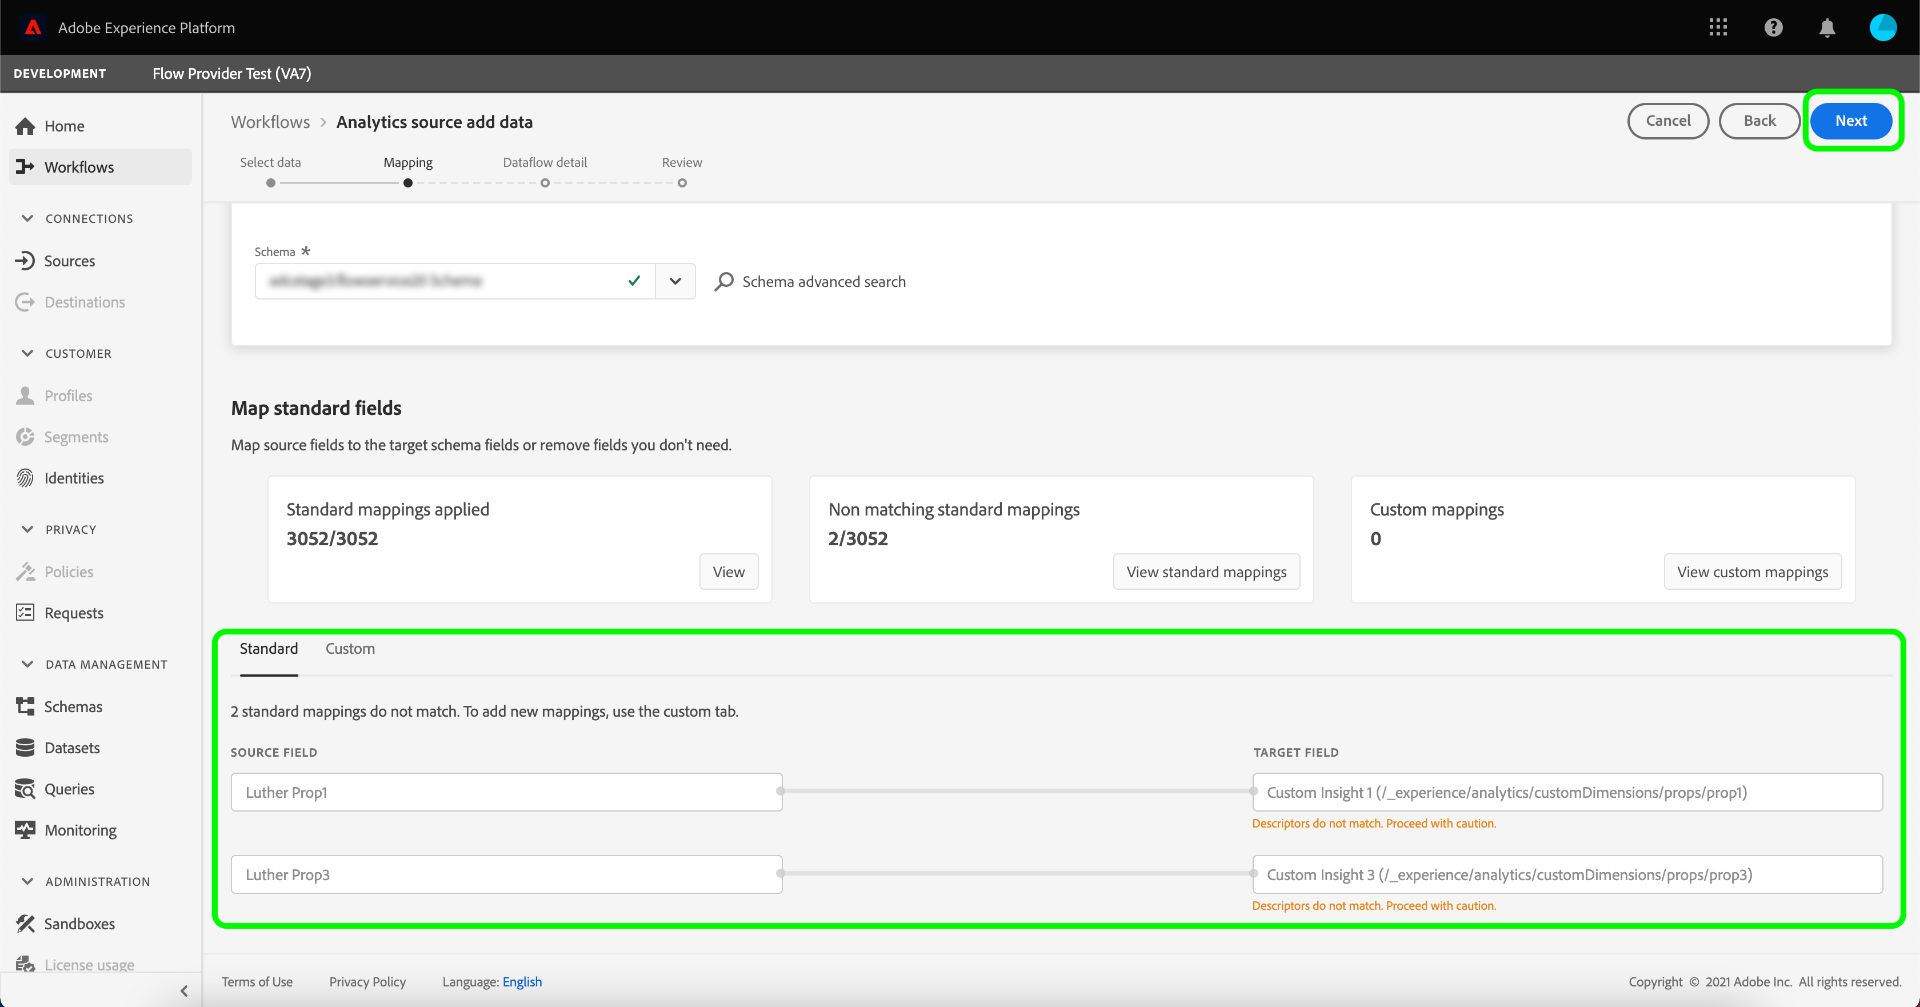 Adobe Experience Platform
DEVELOPMENT
Flow Provider Test (VA7)
Home
Workflows
CONNECTIONS
Sources
Destinations
CUSTOMER
Profiles
Segments
Identities
PRIVACY
Policies
Requests
DATA MANAGEMENT
Schemas
Datasets
Queries
Monitoring
ADMINISTRATION
Sandboxes
License usage
Workflows > Analytics source add data
Cancel
Back
Next
Select data
Mapping
Dataflow detail
Review
Schema *
Schema advanced search
Map standard fields
Map source fields to the target schema fields or remove fields you don't need.
Standard mappings applied
3052/3052
View
Non matching standard mappings
2/3052
View standard mappings
Custom mappings
0
View custom mappings
Standard
Custom
2 standard mappings do not match. To add new mappings, use the custom tab.
SOURCE FIELD
TARGET FIELD
Luther Prop1
Custom Insight 1 (/_experience/analytics/customDimensions/props/prop1)
Descriptors do not match. Proceed with caution.
Luther Prop3
Custom Insight 3 (/_experience/analytics/customDimensions/props/prop3)
Descriptors do not match. Proceed with caution.
Terms of Use
Privacy Policy
Language: English
Copyright © 2021 Adobe Inc. All rights reserved.